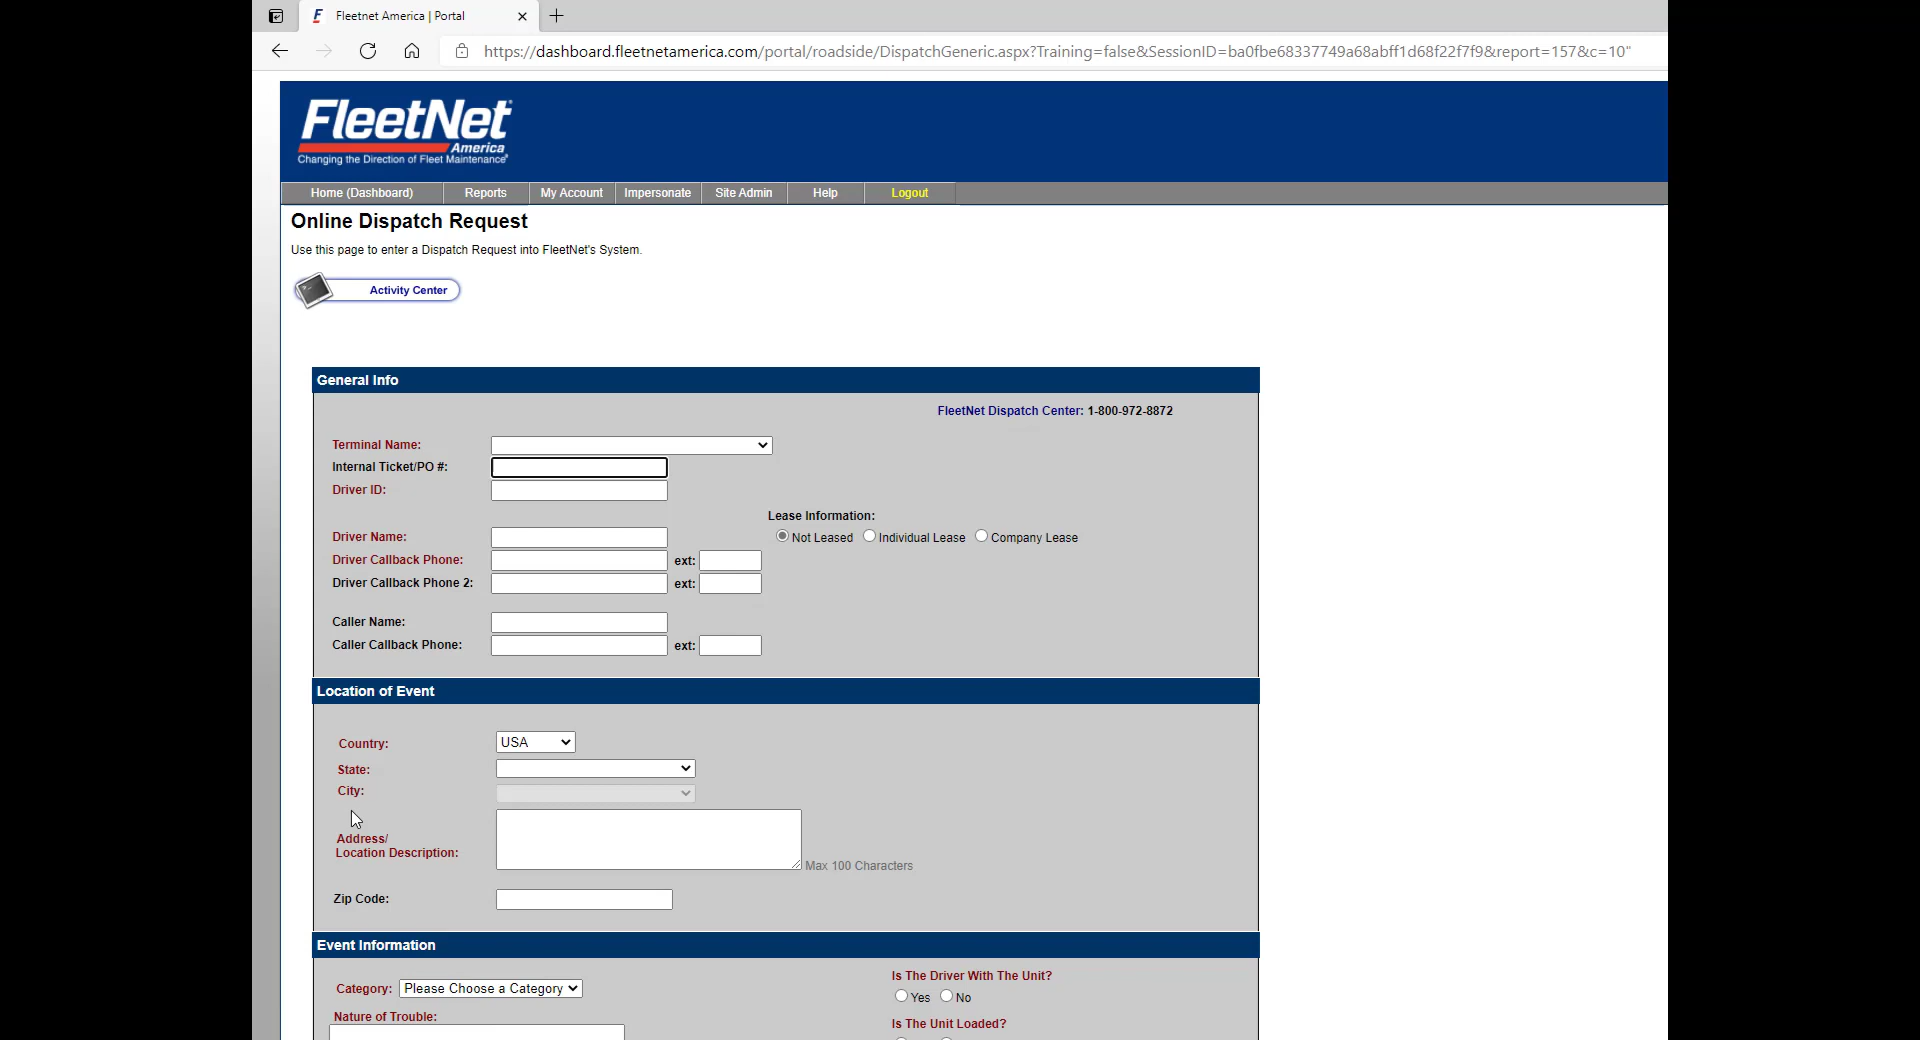 Fleetnet America | Portal
https://dashboard.fleetnetamerica.com/portal/roadside/DispatchGeneric.aspx?Training=false&SessionID=ba0fbe68337749a68abff1d68f22f7f9&report=157&c=10"
FleetNet
America
Changing the Direction of Fleet Maintenance®
Home (Dashboard) Reports My Account Impersonate Site Admin Help Logout
Online Dispatch Request
Use this page to enter a Dispatch Request into FleetNet's System.
Activity Center
General Info
FleetNet Dispatch Center: 1-800-972-8872
Terminal Name:
Internal Ticket/PO #:
Driver ID:
Lease Information:
Driver Name: Not Leased Individual Lease Company Lease
Driver Callback Phone: ext:
Driver Callback Phone 2: ext:
Caller Name:
Caller Callback Phone: ext:
Location of Event
Country: USA
State:
City:
Address/
Location Description:
Max 100 Characters
Zip Code:
Event Information
Is The Driver With The Unit?
Category: Please Choose a Category
Yes No
Nature of Trouble:
Is The Unit Loaded?